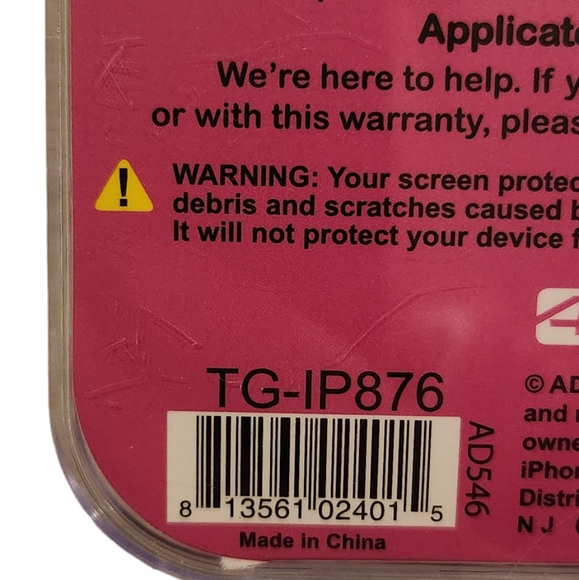 Applicat
We're here to help. If y
or with this warranty, pleas
WARNING: Your screen protec
debris and scratches caused b
It will not protect your device f
TG-IP876
© AD
and
owne
iPhon
Distri
N J
AD546
8 13561 02401 5
Made in China